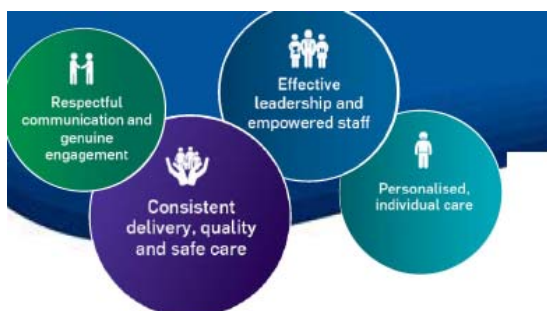 Respectful
communication and
genuine
engagement
Effective
leadership and
empowered staff
Consistent
delivery, quality
and safe care
Personalised,
individual care